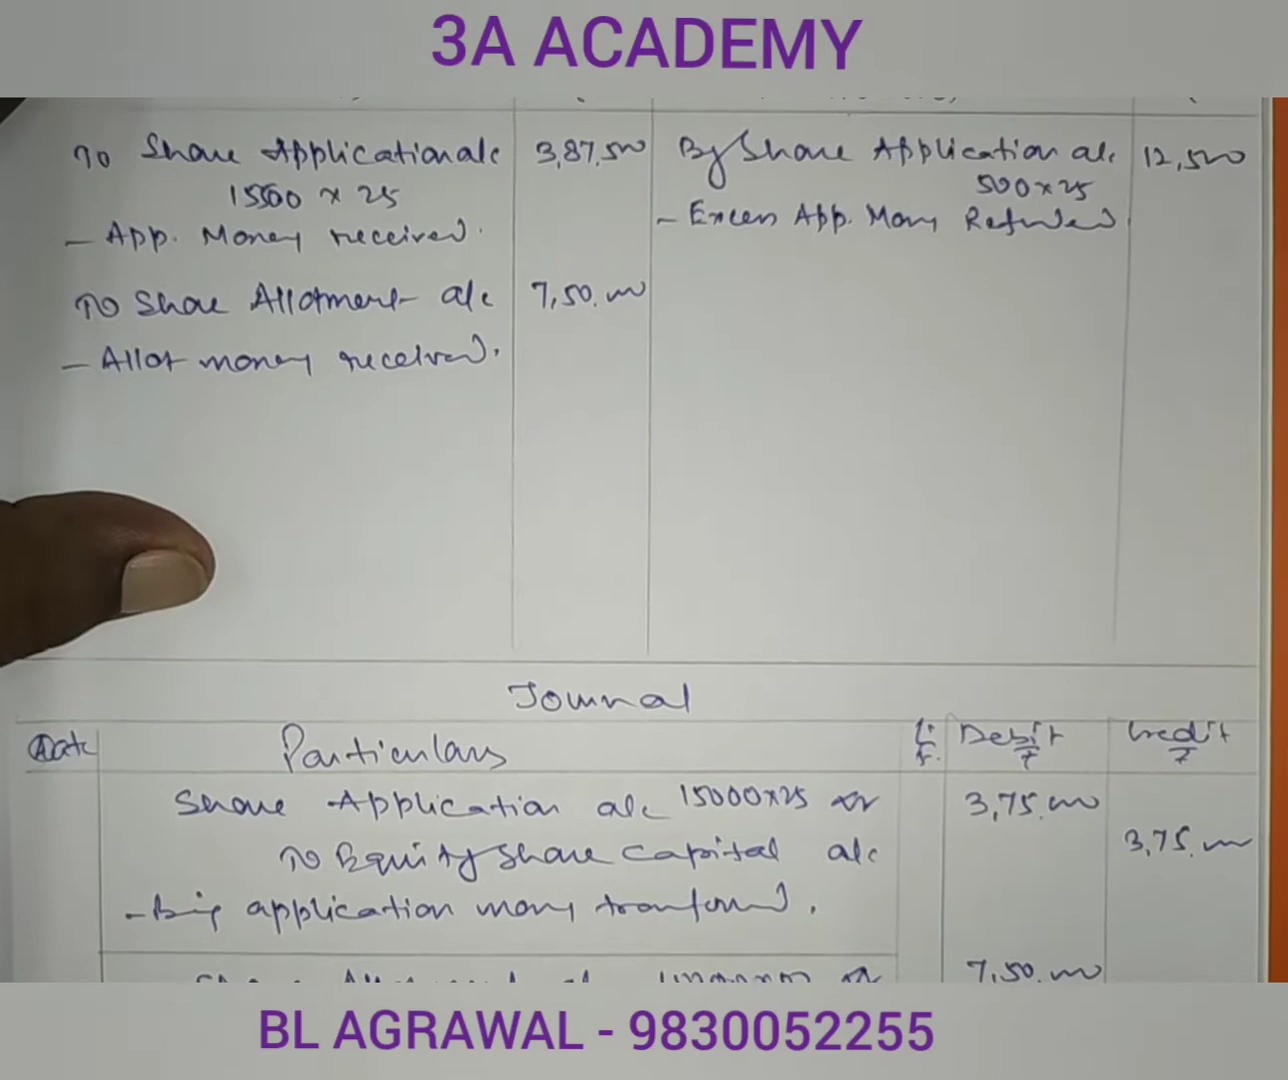 3A ACADEMY
To Share Application a/c 3,87,500 By Share Application a/c 12,500
15500 x 25 500 x 25
- App. Money received. - Excess App. Mony Refunded
To Share Allotment a/c 7,50,000
- Allot money received.
Journal
Date Particulars L.F. Debit ₹ Credit ₹
Share Application a/c 15000x25 Dr 3,75,000
To Equity Share Capital a/c 3,75,000
- Being application mony transferred.
7,50,000
BL AGRAWAL - 9830052255